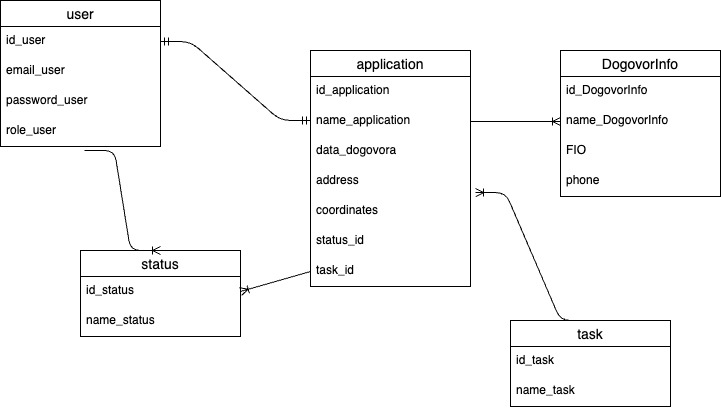 user
id_user
email_user
password_user
role_user
application
id_application
name_application
data_dogovora
address
coordinates
status_id
task_id
DogovorInfo
id_DogovorInfo
name_DogovorInfo
FIO
phone
status
id_status
name_status
task
id_task
name_task